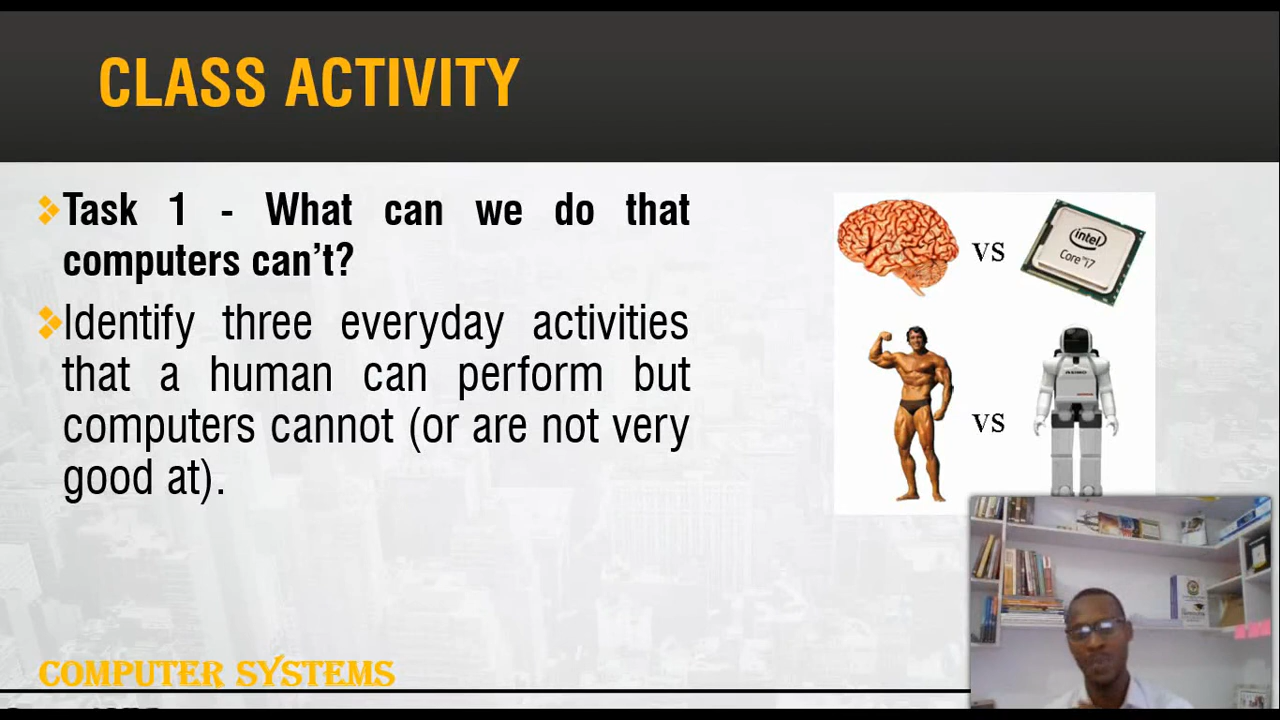 CLASS ACTIVITY
Task 1 - What can we do that
computers can't?
Identify three everyday activities
that a human can perform but
computers cannot (or are not very
good at).
intel
Core™ i7
vs
vs
COMPUTER SYSTEMS